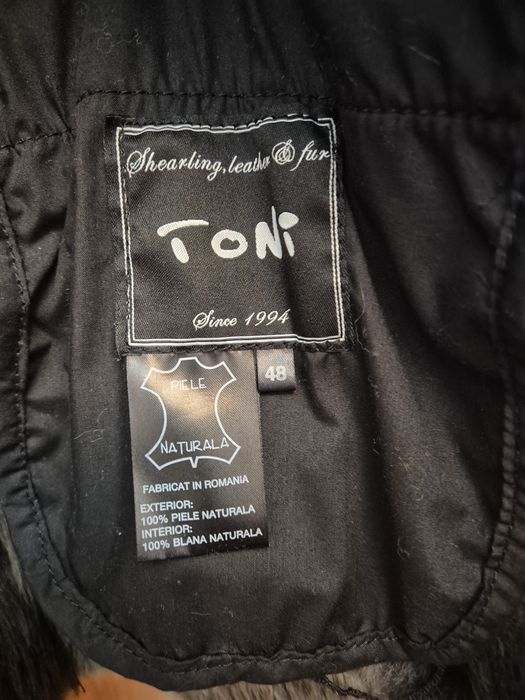 Shearling, leather & fur
TONi
Since 1994
48
PIELE
NATURALA
FABRICAT IN ROMANIA
EXTERIOR:
100% PIELE NATURALA
INTERIOR:
100% BLANA NATURALA